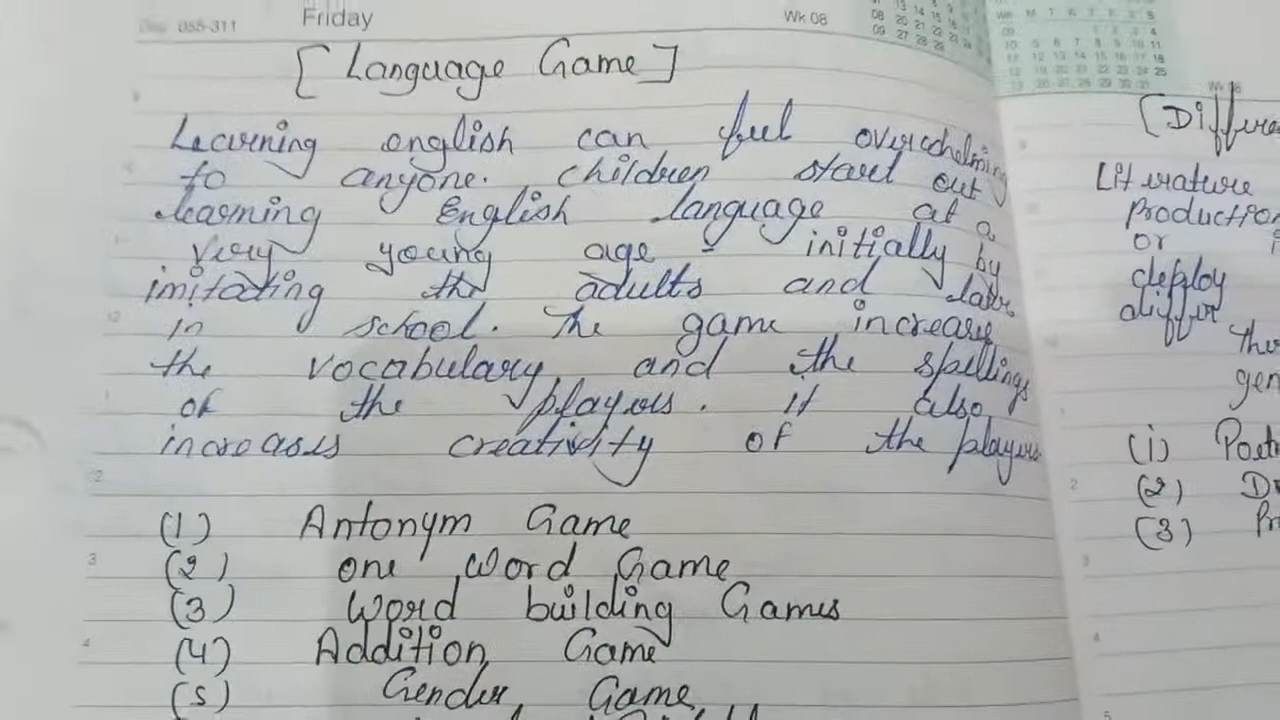 Friday
Wk 08
[Language Game]
Learning english can feel overwhelming
to anyone. children start out
learning English language at a
very young age - initially by
imitating the adults and later
in school. The game increase
the vocabulary and the spellings
of the players. it also
increases creativity of the players
(1) Antonym Game
(2) one word Game
(3) Word building Games
(4) Addition Game
(5) Gender Game
[Differe
Literature
production
or
deploy
differ
gen
(i) Poet
(2)
(3)